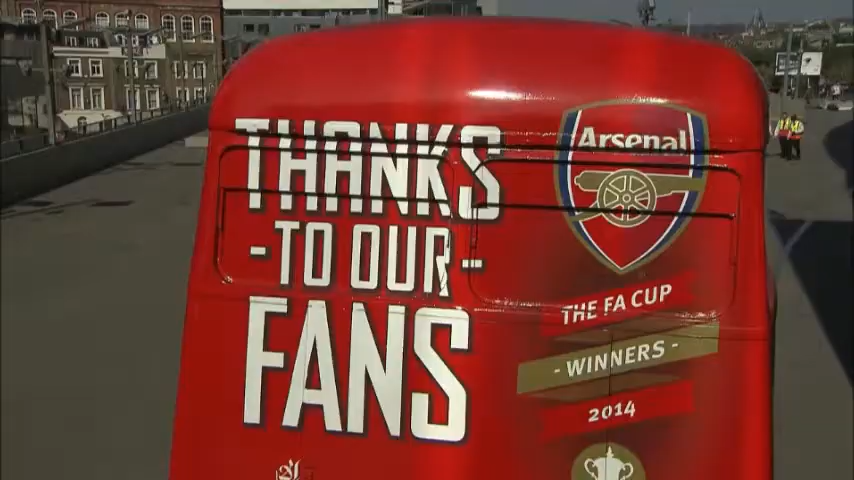 THANKS
- TO OUR -
FANS
Arsenal
THE FA CUP
- WINNERS -
2014